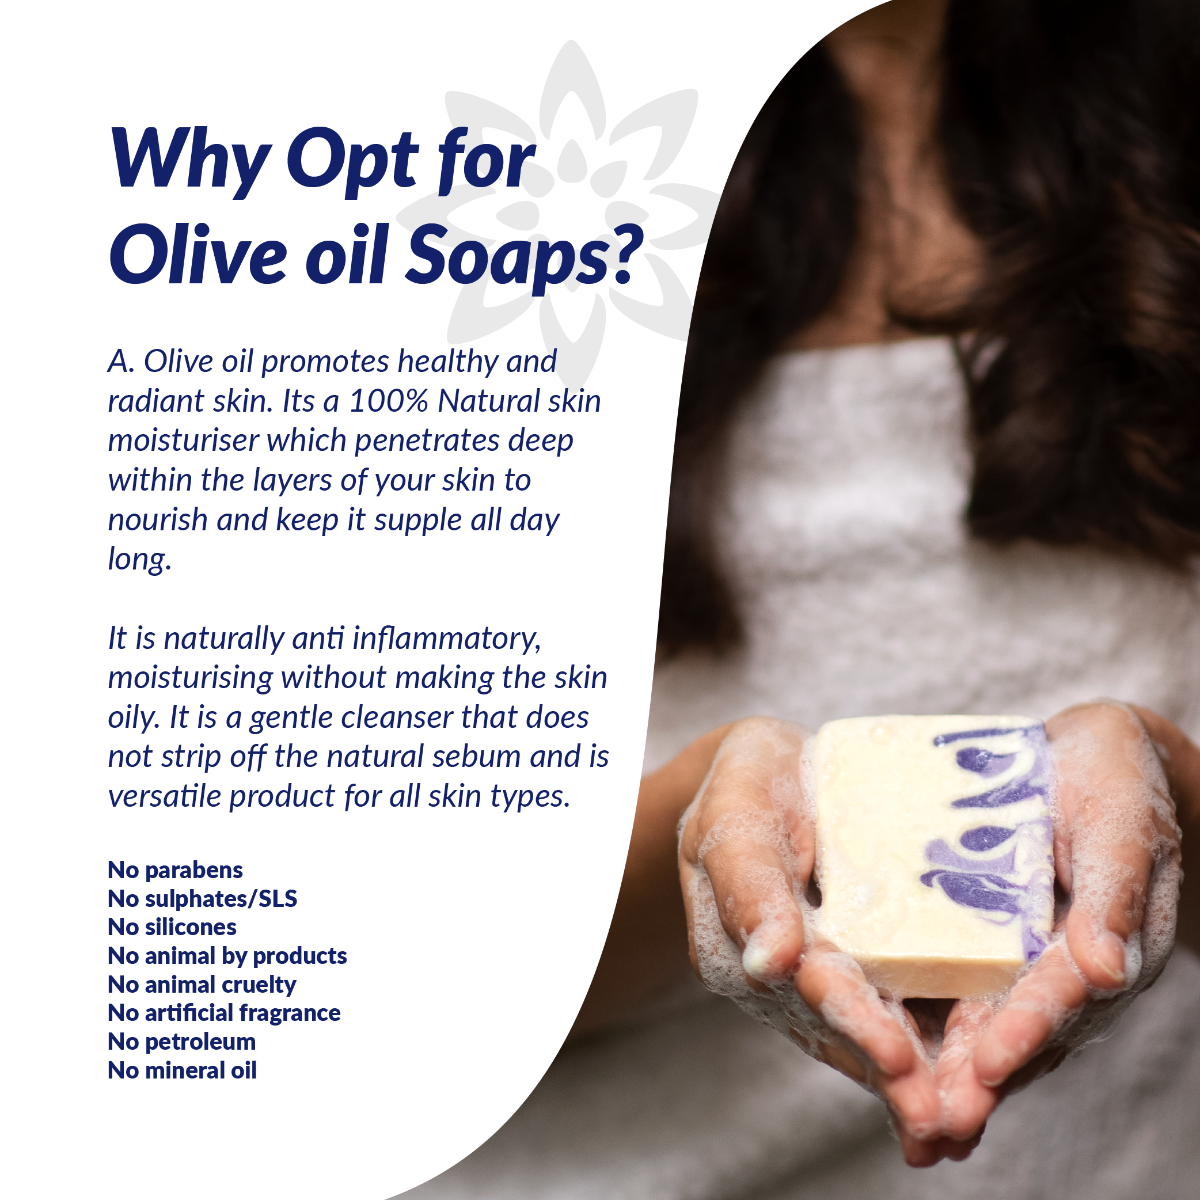 Why Opt for
Olive oil Soaps?
A. Olive oil promotes healthy and
radiant skin. Its a 100% Natural skin
moisturiser which penetrates deep
within the layers of your skin to
nourish and keep it supple all day
long.
It is naturally anti inflammatory,
moisturising without making the skin
oily. It is a gentle cleanser that does
not strip off the natural sebum and is
versatile product for all skin types.
No parabens
No sulphates/SLS
No silicones
No animal by products
No animal cruelty
No artificial fragrance
No petroleum
No mineral oil